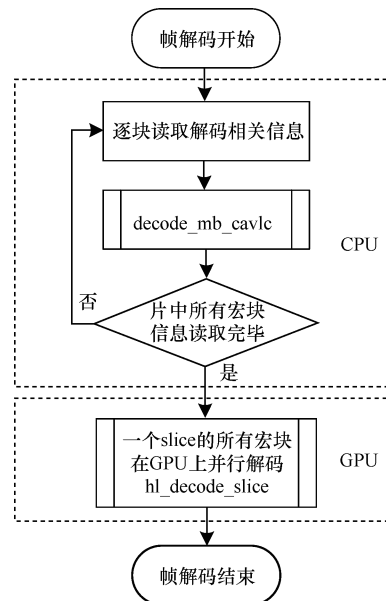 帧解码开始
逐块读取解码相关信息
decode_mb_cavlc
CPU
否
片中所有宏块
信息读取完毕
是
一个slice的所有宏块
在GPU上并行解码
hl_decode_slice
GPU
帧解码结束